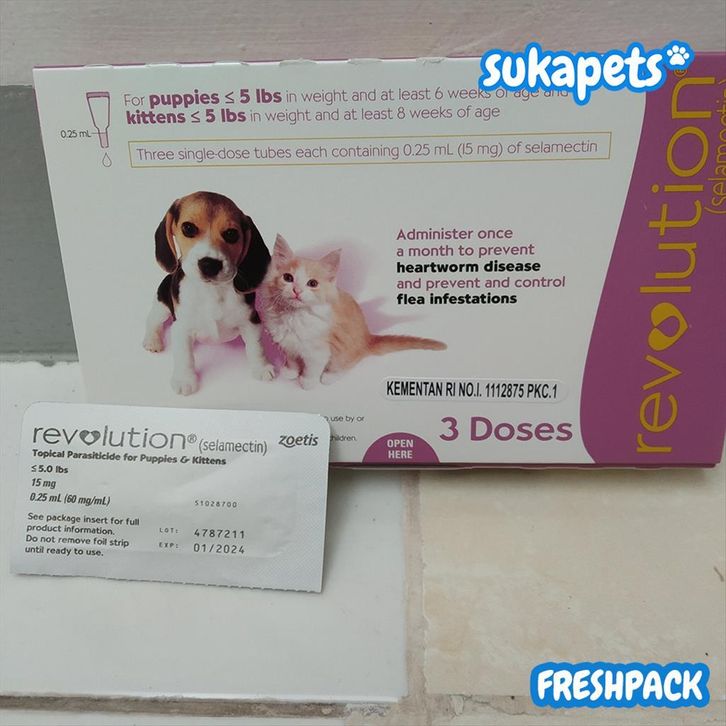 sukapets
For puppies ≤ 5 lbs in weight and at least 6 weeks of age and
kittens ≤ 5 lbs in weight and at least 8 weeks of age
0.25 mL
Three single-dose tubes each containing 0.25 mL (15 mg) of selamectin
Administer once
a month to prevent
heartworm disease
and prevent and control
flea infestations
KEMENTAN RI NO.I. 1112875 PKC.1
use by or
children.
OPEN
HERE
3 Doses
revolution
(selamectin)
revolution® (selamectin) zoetis
Topical Parasiticide for Puppies & Kittens
≤ 5.0 lbs
15 mg
0.25 mL (60 mg/mL)
51028700
See package insert for full
product information.
Do not remove foil strip
until ready to use.
LOT: 4787211
EXP: 01/2024
FRESHPACK